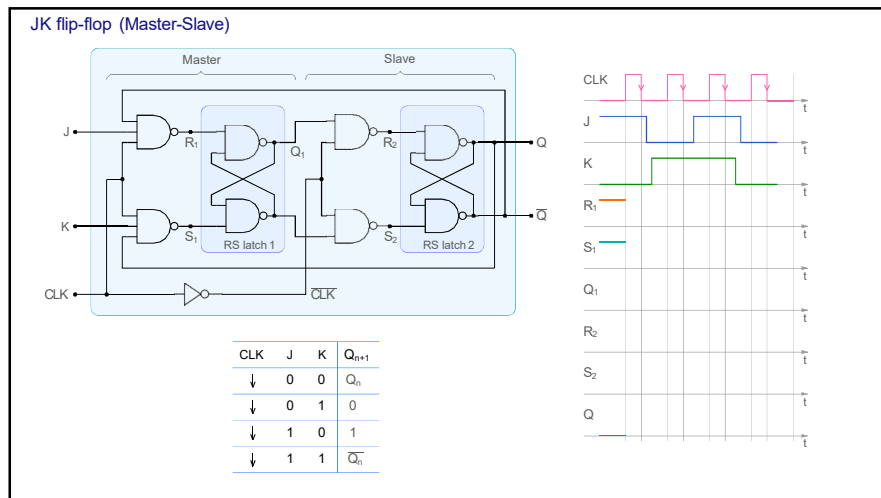 JK flip-flop (Master-Slave)
Master
Slave
J
R₁
Q₁
R₂
Q
K
S₁
RS latch 1
S₂
RS latch 2
Q̅
CLK
C̅L̅K̅
CLK J K Qₙ₊₁
↓ 0 0 Qₙ
↓ 0 1 0
↓ 1 0 1
↓ 1 1 Q̅ₙ
CLK
t
J
t
K
t
R₁
t
S₁
t
Q₁
t
R₂
t
S₂
t
Q
t